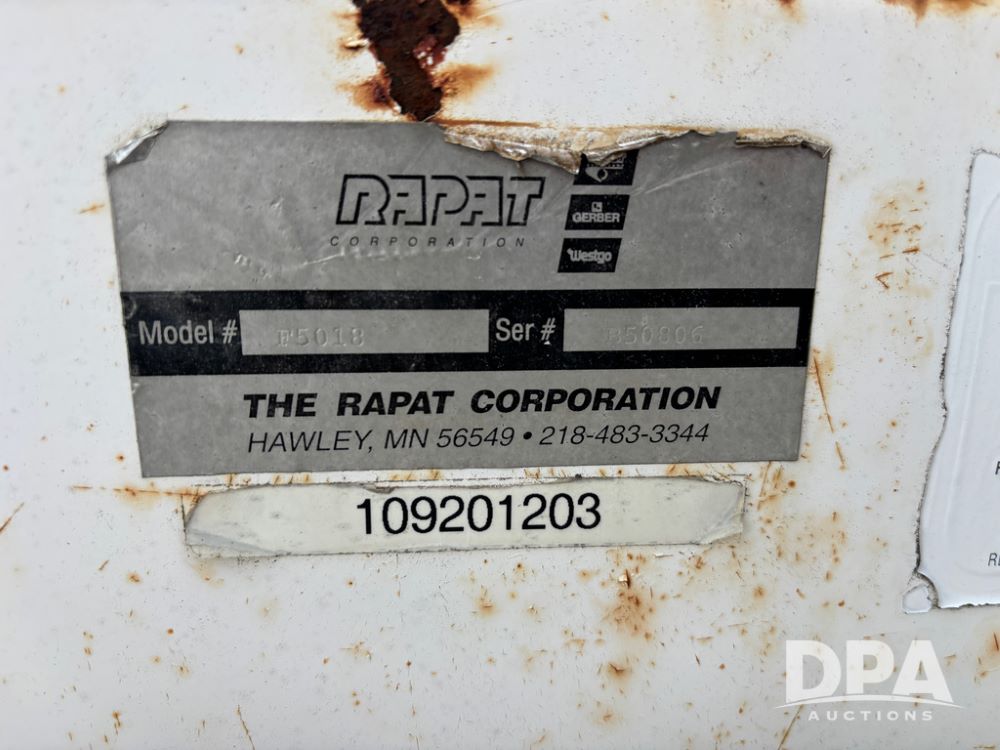 RAPAT
CORPORATION
GERBER
Westgo
Model # F5018 Ser # B50806
THE RAPAT CORPORATION
HAWLEY, MN 56549 • 218-483-3344
109201203
DPA
AUCTIONS